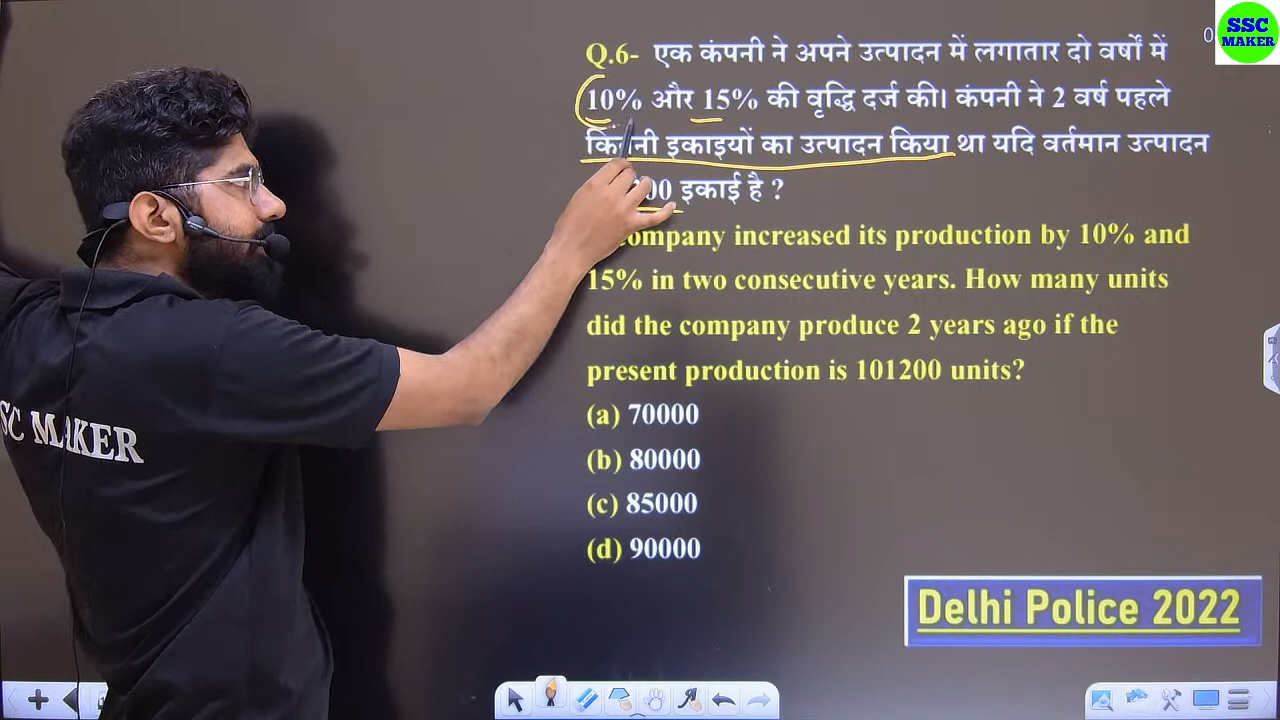 SSC
MAKER
Q.6- एक कंपनी ने अपने उत्पादन में लगातार दो वर्षों में
10% और 15% की वृद्धि दर्ज की। कंपनी ने 2 वर्ष पहले
कितनी इकाइयों का उत्पादन किया था यदि वर्तमान उत्पादन
इकाई है ?
company increased its production by 10% and
15% in two consecutive years. How many units
did the company produce 2 years ago if the
present production is 101200 units?
(a) 70000
(b) 80000
(c) 85000
(d) 90000
SC MAKER
Delhi Police 2022